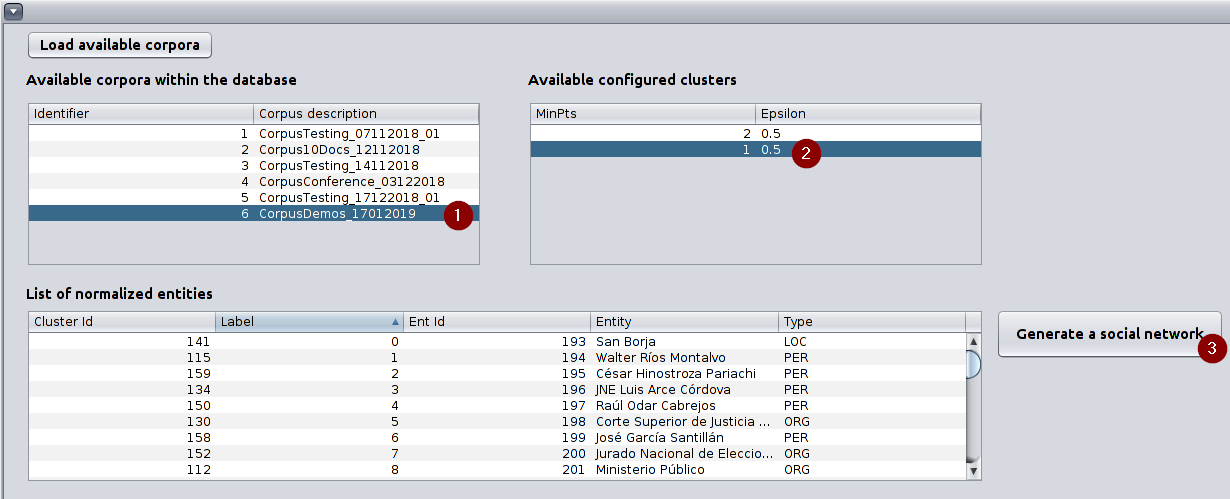 Load available corpora
Available corpora within the database
Identifier Corpus description
1 CorpusTesting_07112018_01
2 Corpus10Docs_12112018
3 CorpusTesting_14112018
4 CorpusConference_03122018
5 CorpusTesting_17122018_01
6 CorpusDemos_17012019 1
Available configured clusters
MinPts Epsilon
2 0.5
1 0.5 2
List of normalized entities
Cluster Id Label Ent Id Entity Type
141 0 193 San Borja LOC
115 1 194 Walter Ríos Montalvo PER
159 2 195 César Hinostroza Pariachi PER
134 3 196 JNE Luis Arce Córdova PER
150 4 197 Raúl Odar Cabrejos PER
130 5 198 Corte Superior de Justicia ... ORG
158 6 199 José García Santillán PER
152 7 200 Jurado Nacional de Eleccio... ORG
112 8 201 Ministerio Público ORG
Generate a social network 3